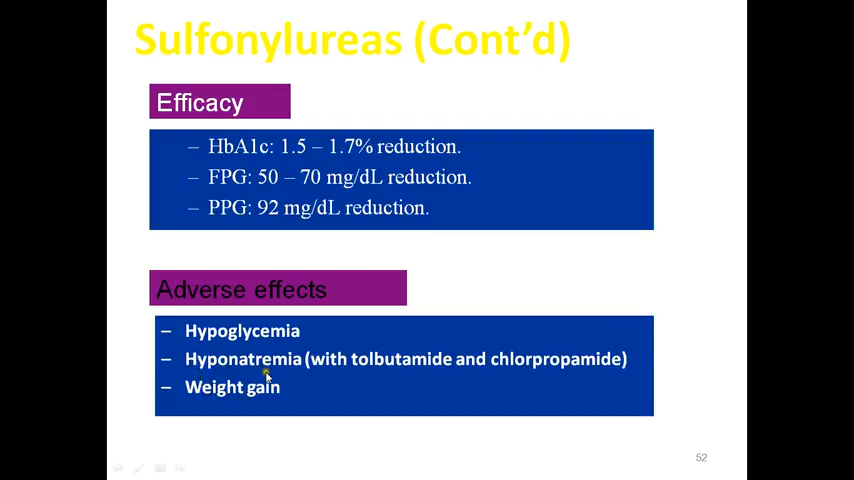 Sulfonylureas (Cont’d)
Efficacy
– HbA1c: 1.5 – 1.7% reduction.
– FPG: 50 – 70 mg/dL reduction.
– PPG: 92 mg/dL reduction.
Adverse effects
– Hypoglycemia
– Hyponatremia (with tolbutamide and chlorpropamide)
– Weight gain
52